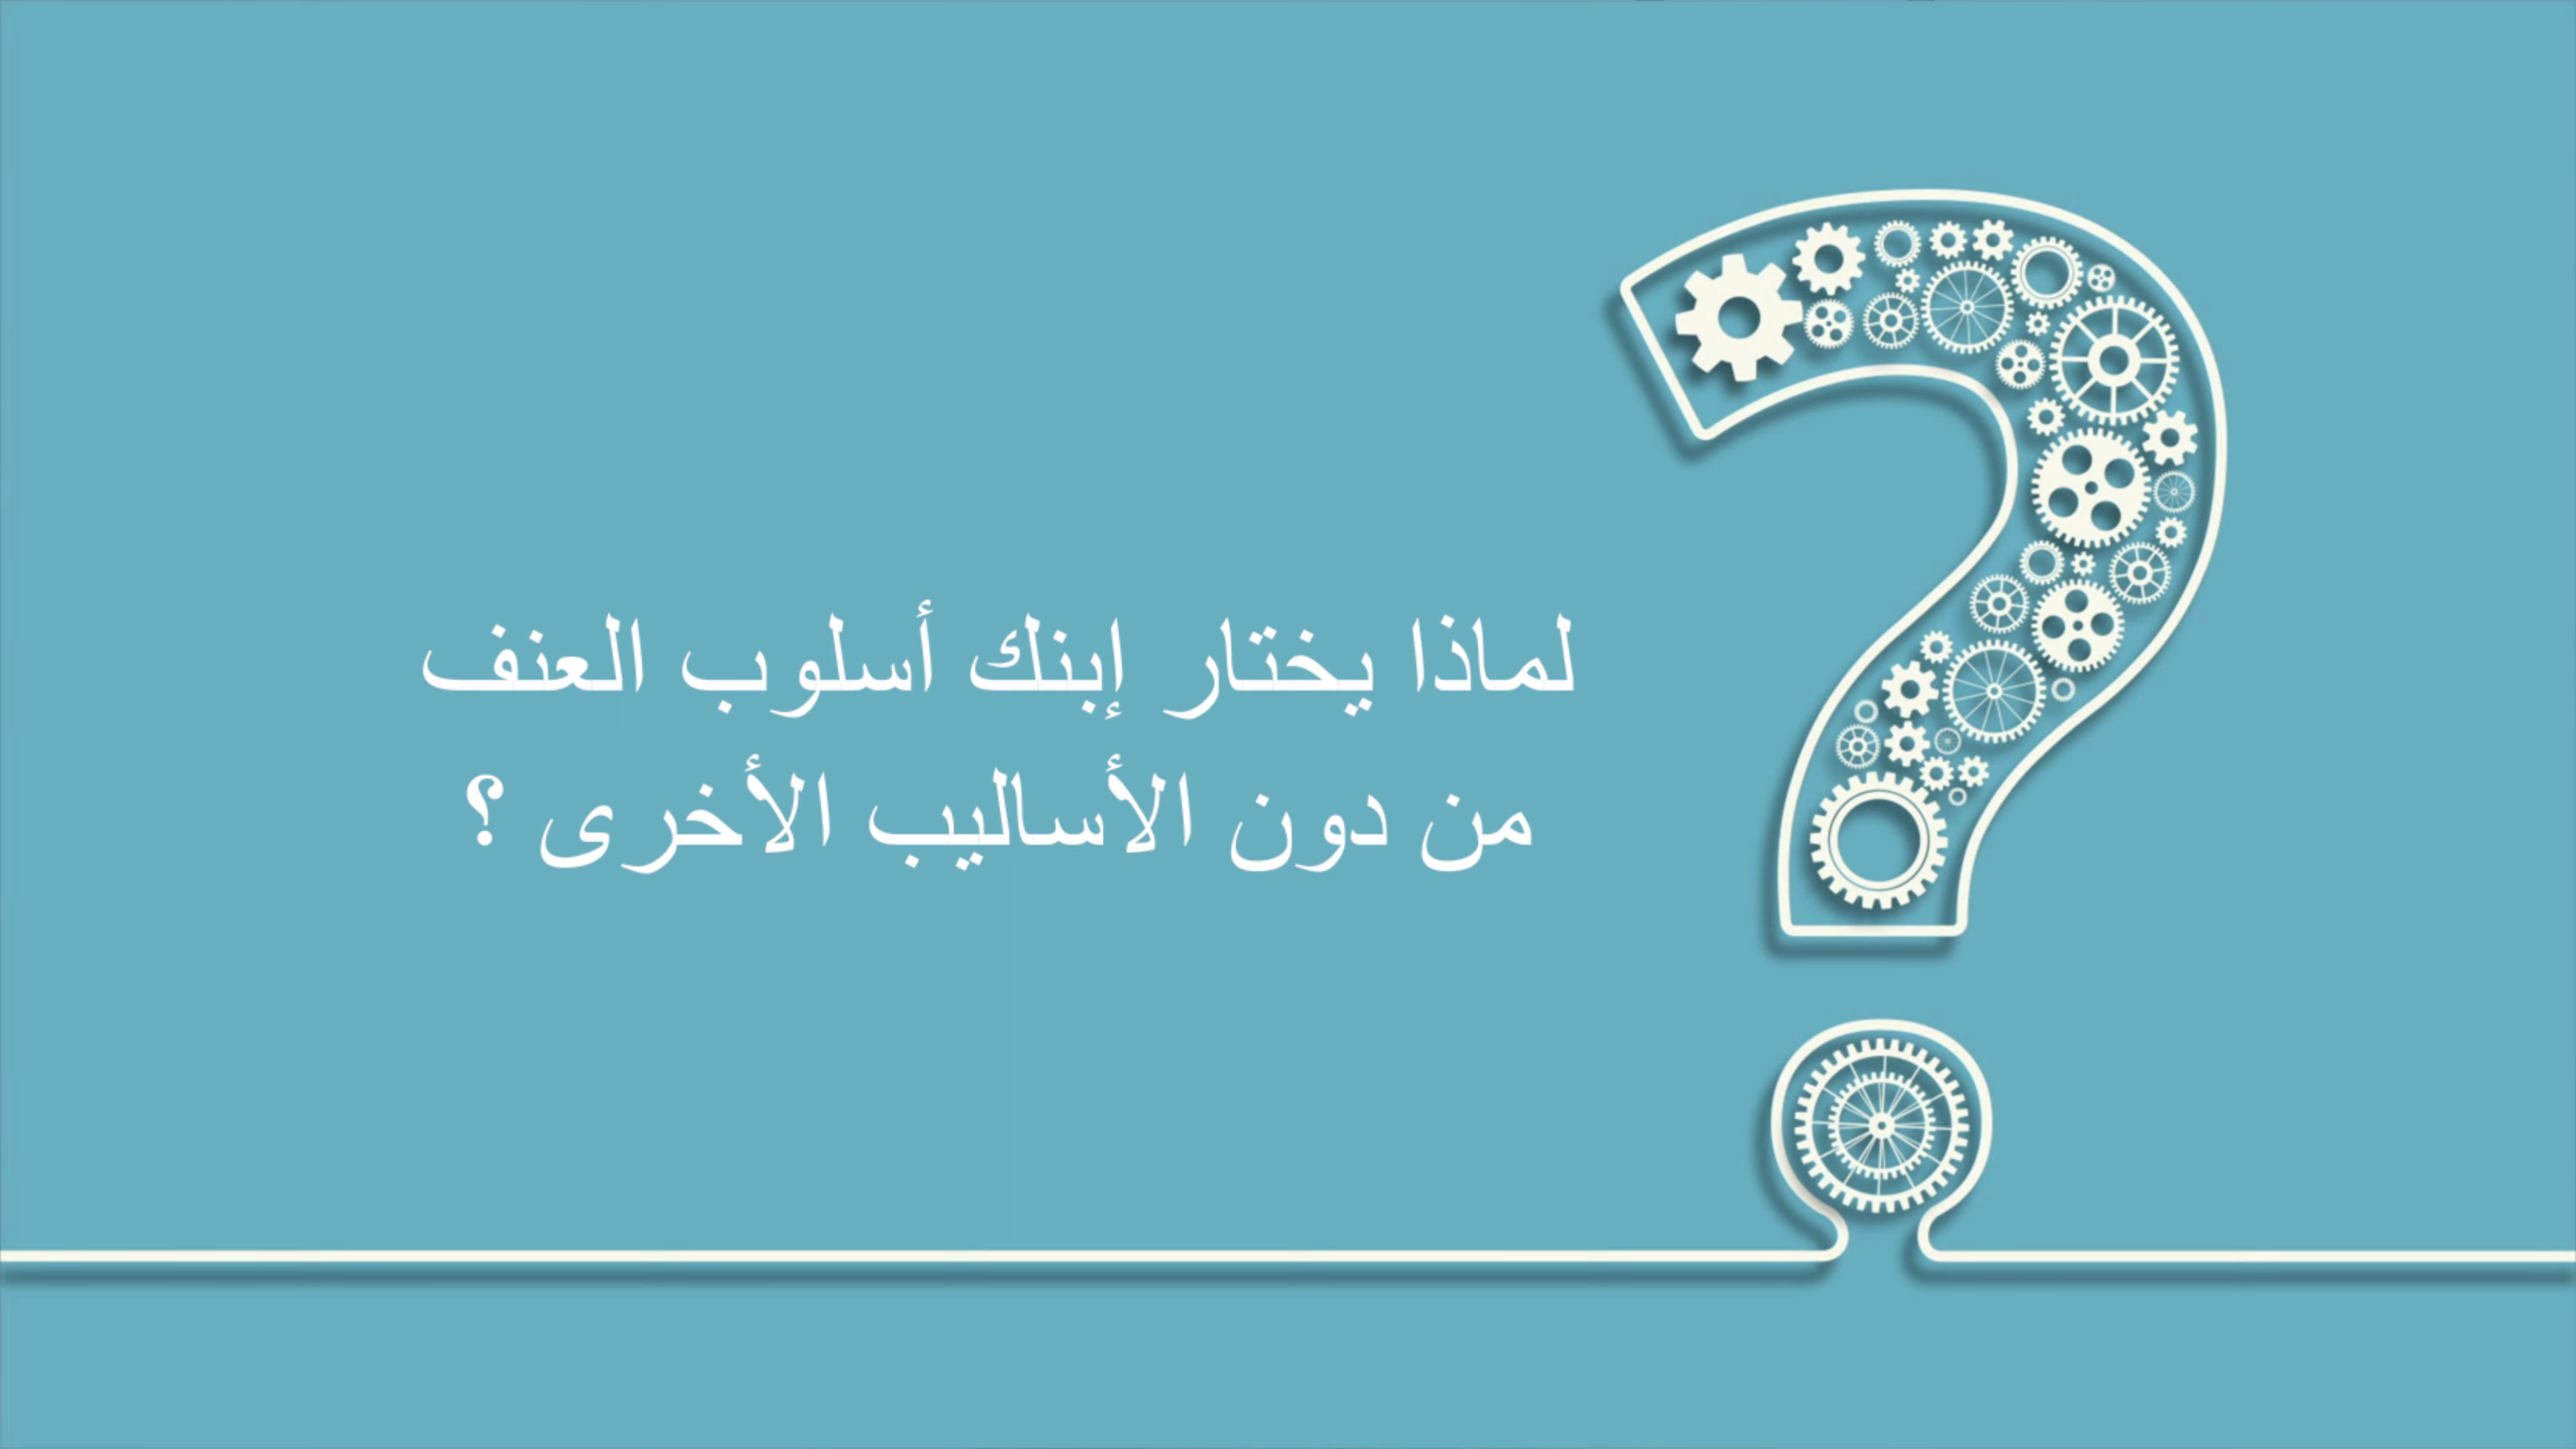 لماذا يختار إبنك أسلوب العنف
من دون الأساليب الأخرى ؟